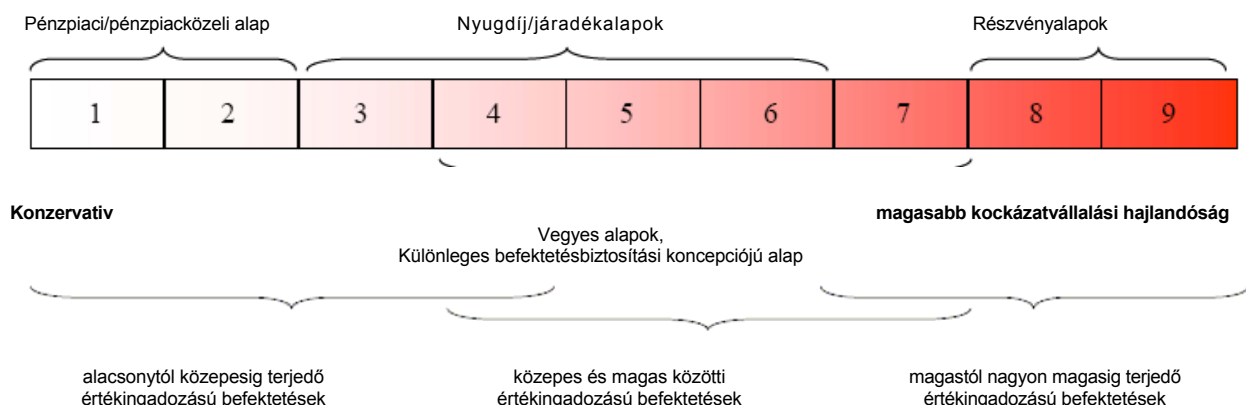 Pénzpiaci/pénzpiacközeli alap Nyugdíj/járadékalapok Részvényalapok
1 2 3 4 5 6 7 8 9
Konzervativ magasabb kockázatvállalási hajlandóság
Vegyes alapok,
Különleges befektetésbiztosítási koncepciójú alap
alacsonytól közepesig terjedő
értékingadozású befektetések
közepes és magas közötti
értékingadozású befektetések
magastól nagyon magasig terjedő
értékingadozású befektetések